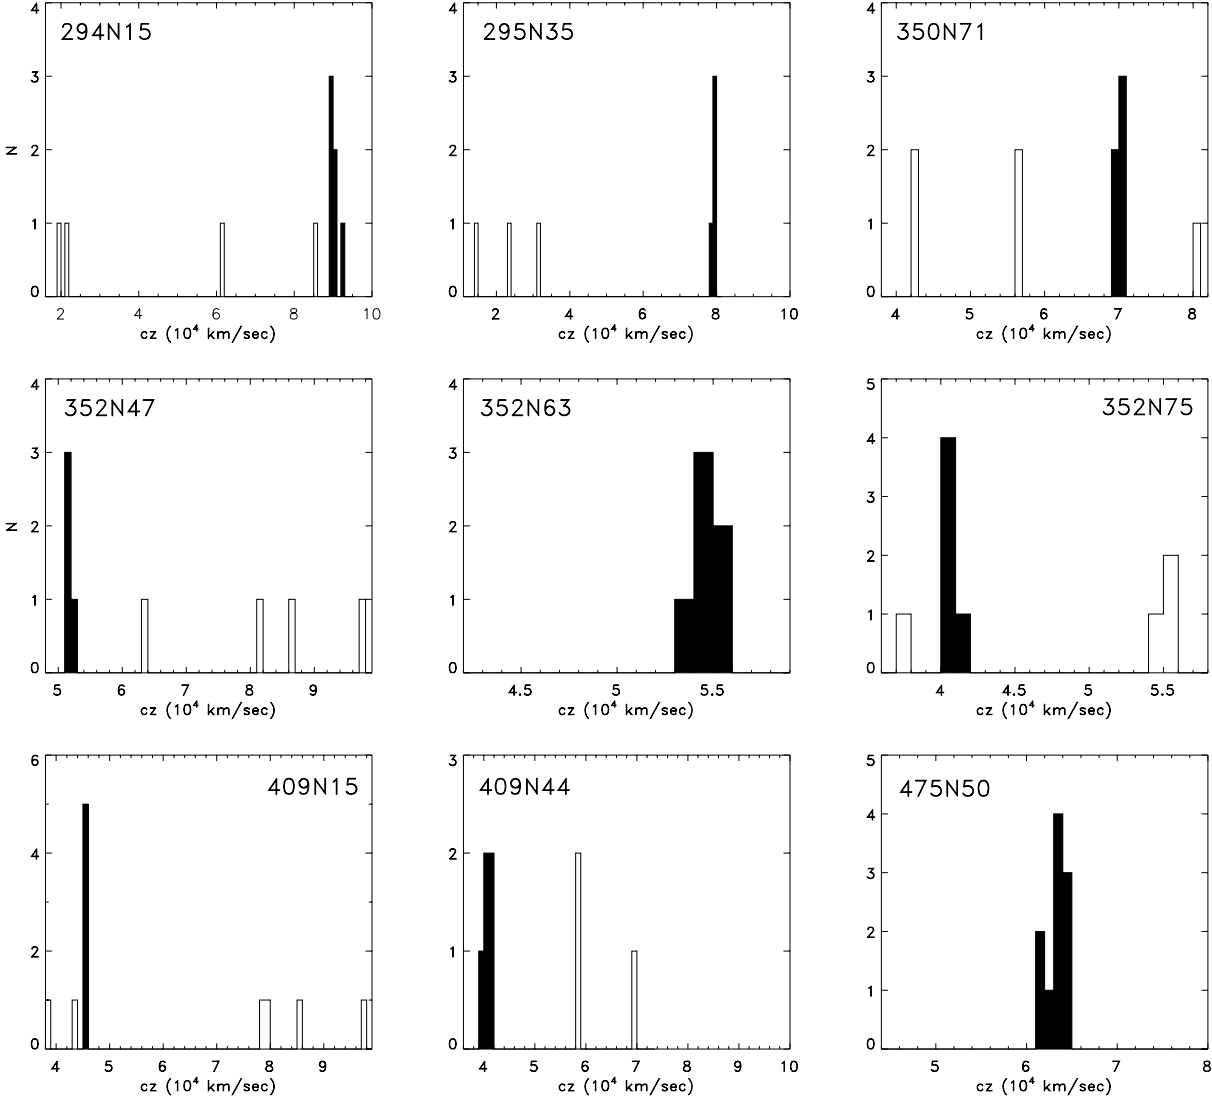 4 4 4
294N15 295N35 350N71
3 3 3
N 2 2 2
1 1 1
0 0 0
2 4 6 8 10 2 4 6 8 10 4 5 6 7 8
cz (10⁴ km/sec) cz (10⁴ km/sec) cz (10⁴ km/sec)
4 4 5
352N47 352N63 352N75
4
3 3
3
N 2 2
2
1 1 1
0 0 0
5 6 7 8 9 4.5 5 5.5 4 4.5 5 5.5
cz (10⁴ km/sec) cz (10⁴ km/sec) cz (10⁴ km/sec)
6 3 5
409N15 409N44 475N50
4
4 2
3
2 1 2
1
0 0 0
4 5 6 7 8 9 4 5 6 7 8 9 10 5 6 7 8
cz (10⁴ km/sec) cz (10⁴ km/sec) cz (10⁴ km/sec)